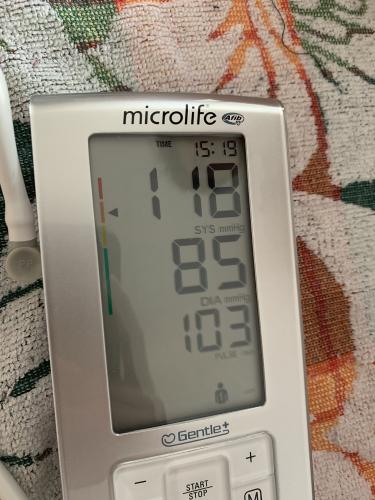 microlife® Afib
TIME 15:19
118
SYS mmHg
85
DIA mmHg
103
PULSE /min
Gentle+
START
STOP
M